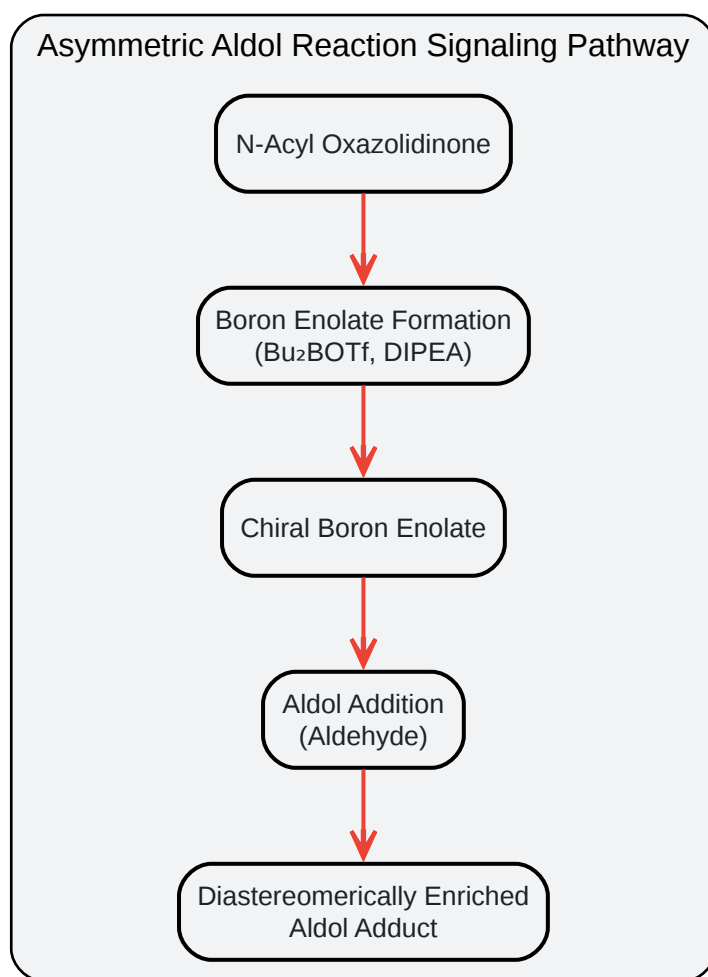 Asymmetric Aldol Reaction Signaling Pathway
N-Acyl Oxazolidinone
Boron Enolate Formation
(Bu₂BOTf, DIPEA)
Chiral Boron Enolate
Aldol Addition
(Aldehyde)
Diastereomerically Enriched
Aldol Adduct